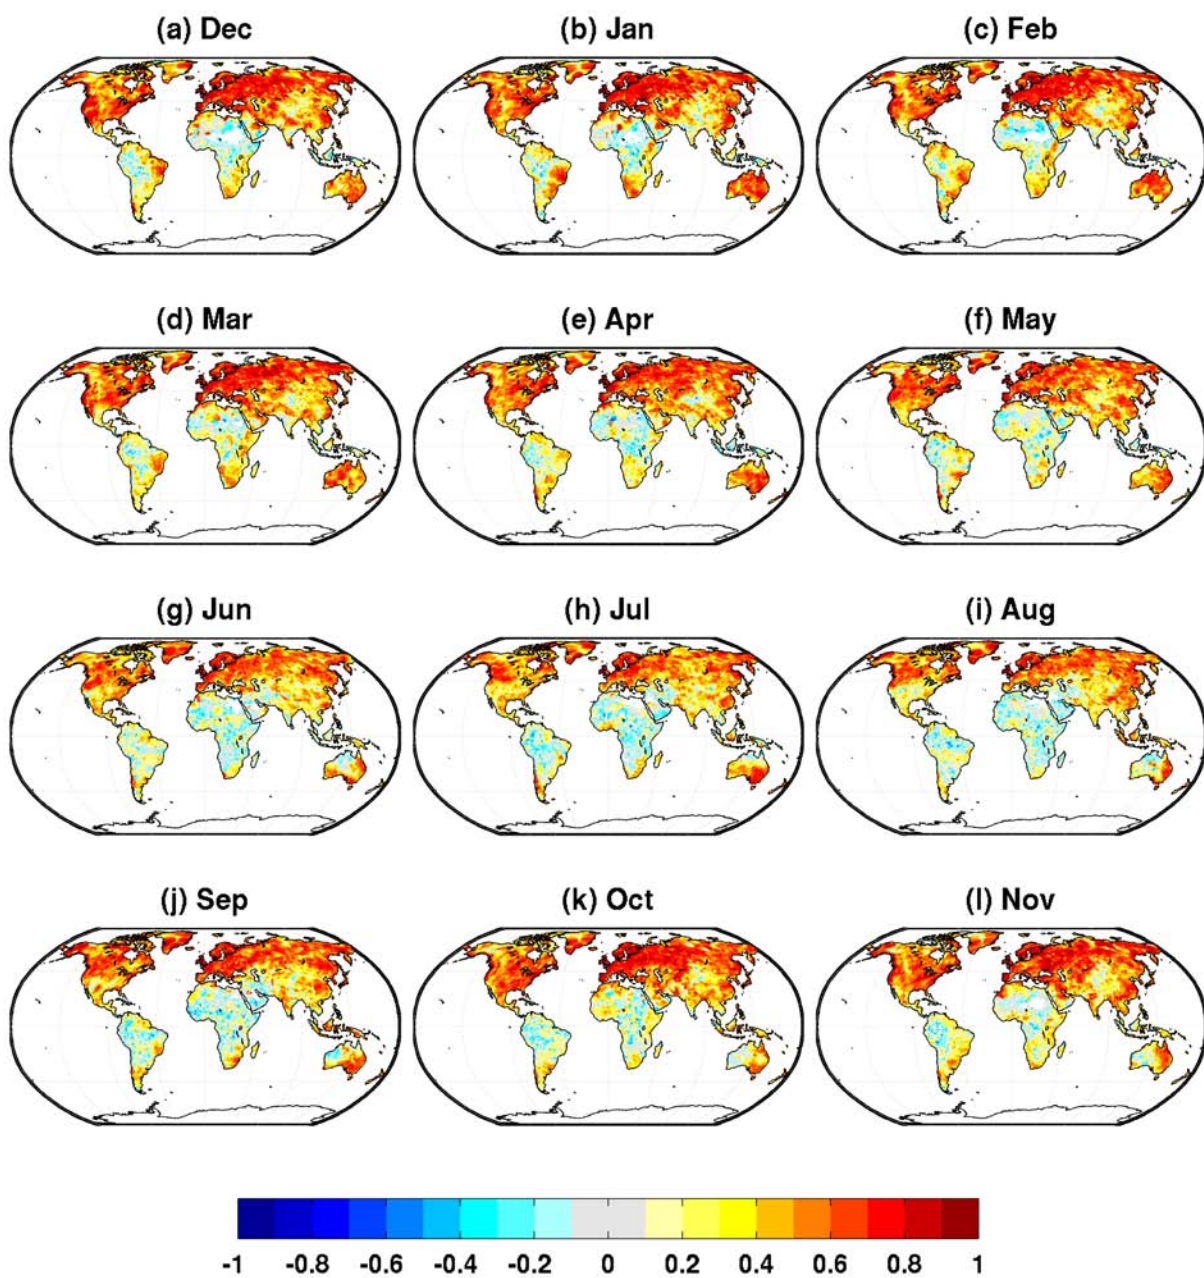 (a) Dec (b) Jan (c) Feb
(d) Mar (e) Apr (f) May
(g) Jun (h) Jul (i) Aug
(j) Sep (k) Oct (l) Nov
-1 -0.8 -0.6 -0.4 -0.2 0 0.2 0.4 0.6 0.8 1